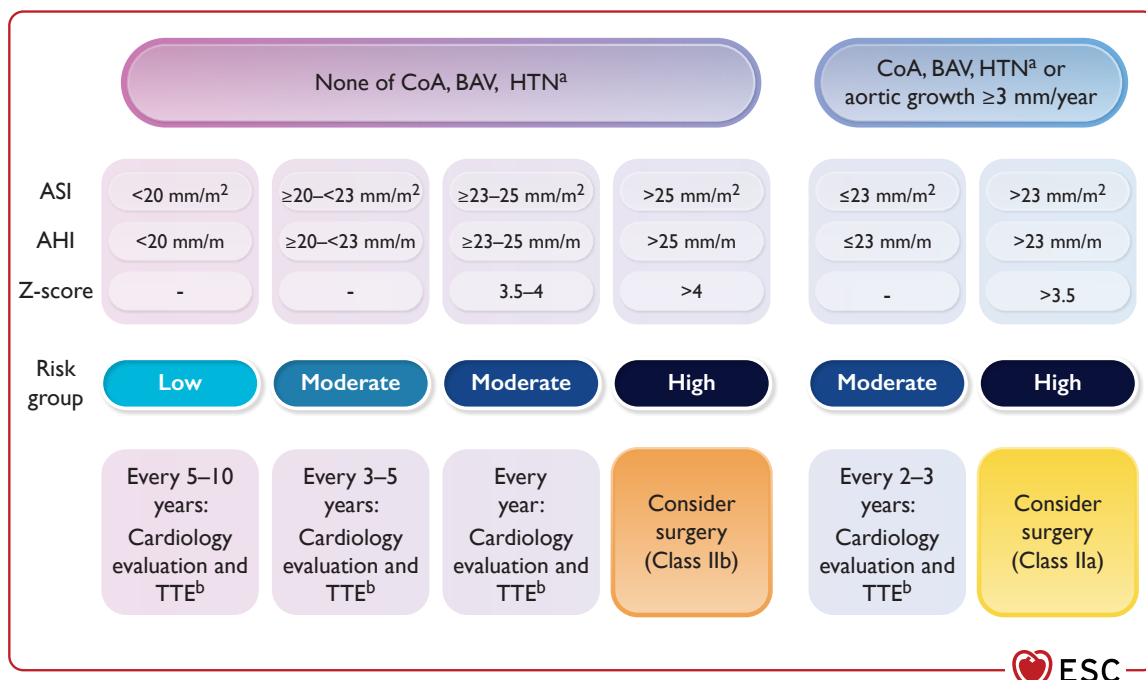 None of CoA, BAV, HTNᵃ
CoA, BAV, HTNᵃ or
aortic growth ≥3 mm/year
ASI
<20 mm/m²
≥20–<23 mm/m²
≥23–25 mm/m²
>25 mm/m²
≤23 mm/m²
>23 mm/m²
AHI
<20 mm/m
≥20–<23 mm/m
≥23–25 mm/m
>25 mm/m
≤23 mm/m
>23 mm/m
Z-score
-
-
3.5–4
>4
-
>3.5
Risk
group
Low
Moderate
Moderate
High
Moderate
High
Every 5–10
years:
Cardiology
evaluation and
TTEᵇ
Every 3–5
years:
Cardiology
evaluation and
TTEᵇ
Every
year:
Cardiology
evaluation and
TTEᵇ
Consider
surgery
(Class IIb)
Every 2–3
years:
Cardiology
evaluation and
TTEᵇ
Consider
surgery
(Class IIa)
ESC